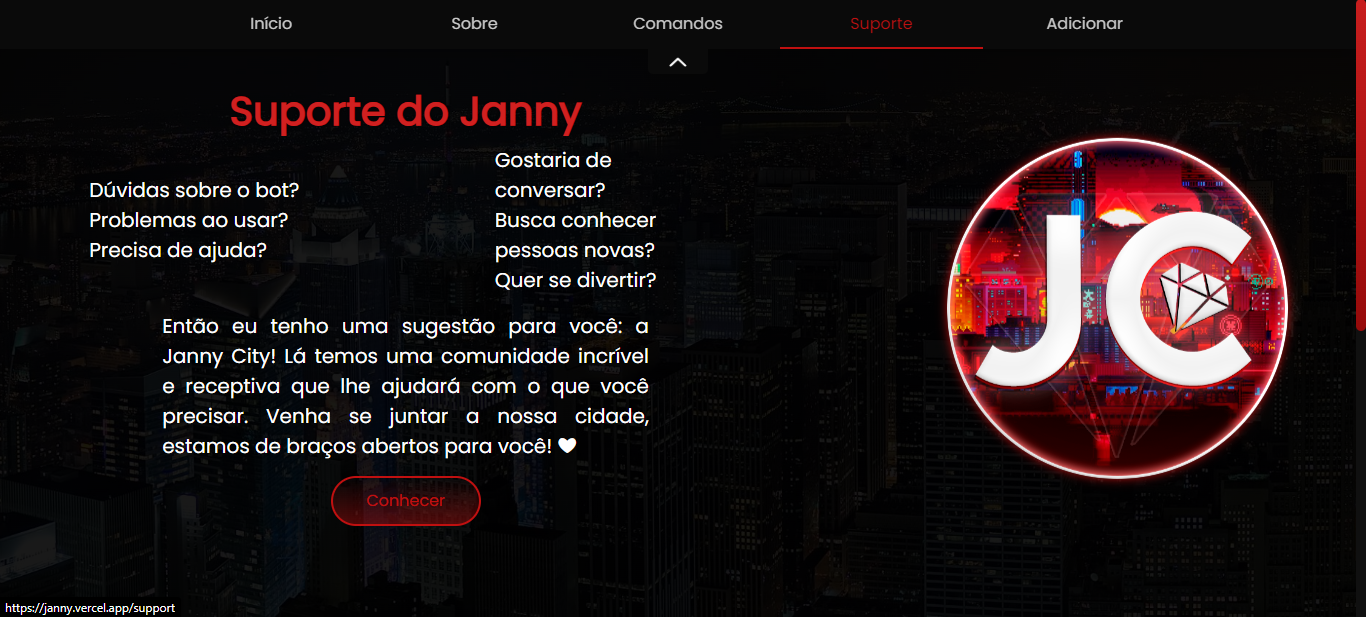 Início
Sobre
Comandos
Suporte
Adicionar
Suporte do Janny
Dúvidas sobre o bot?
Problemas ao usar?
Precisa de ajuda?
Gostaria de
conversar?
Busca conhecer
pessoas novas?
Quer se divertir?
Então eu tenho uma sugestão para você: a
Janny City! Lá temos uma comunidade incrível
e receptiva que lhe ajudará com o que você
precisar. Venha se juntar a nossa cidade,
estamos de braços abertos para você! 🤍
Conhecer
JC
https://janny.vercel.app/support